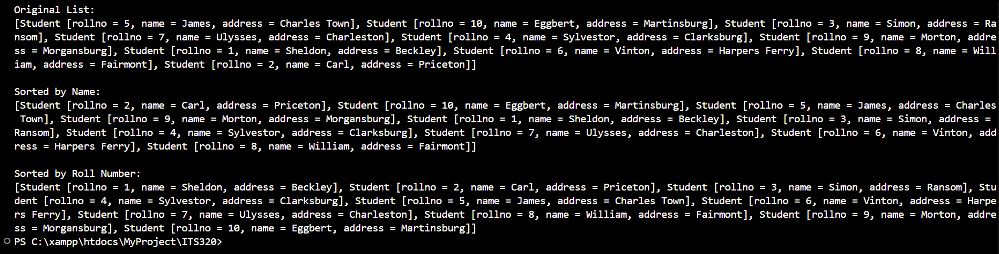 Original List:
[Student [rollno = 5, name = James, address = Charles Town], Student [rollno = 10, name = Eggbert, address = Martinsburg], Student [rollno = 3, name = Simon, address = Ra
nsom], Student [rollno = 7, name = Ulysses, address = Charleston], Student [rollno = 4, name = Sylvestor, address = Clarksburg], Student [rollno = 9, name = Morton, addre
ss = Morgansburg], Student [rollno = 1, name = Sheldon, address = Beckley], Student [rollno = 6, name = Vinton, address = Harpers Ferry], Student [rollno = 8, name = Will
iam, address = Fairmont], Student [rollno = 2, name = Carl, address = Priceton]]

Sorted by Name:
[Student [rollno = 2, name = Carl, address = Priceton], Student [rollno = 10, name = Eggbert, address = Martinsburg], Student [rollno = 5, name = James, address = Charles
 Town], Student [rollno = 9, name = Morton, address = Morgansburg], Student [rollno = 1, name = Sheldon, address = Beckley], Student [rollno = 3, name = Simon, address =
Ransom], Student [rollno = 4, name = Sylvestor, address = Clarksburg], Student [rollno = 7, name = Ulysses, address = Charleston], Student [rollno = 6, name = Vinton, add
ress = Harpers Ferry], Student [rollno = 8, name = William, address = Fairmont]]

Sorted by Roll Number:
[Student [rollno = 1, name = Sheldon, address = Beckley], Student [rollno = 2, name = Carl, address = Priceton], Student [rollno = 3, name = Simon, address = Ransom], Stu
dent [rollno = 4, name = Sylvestor, address = Clarksburg], Student [rollno = 5, name = James, address = Charles Town], Student [rollno = 6, name = Vinton, address = Harpe
rs Ferry], Student [rollno = 7, name = Ulysses, address = Charleston], Student [rollno = 8, name = William, address = Fairmont], Student [rollno = 9, name = Morton, addre
ss = Morgansburg], Student [rollno = 10, name = Eggbert, address = Martinsburg]]
PS C:\xampp\htdocs\MyProject\ITS320>